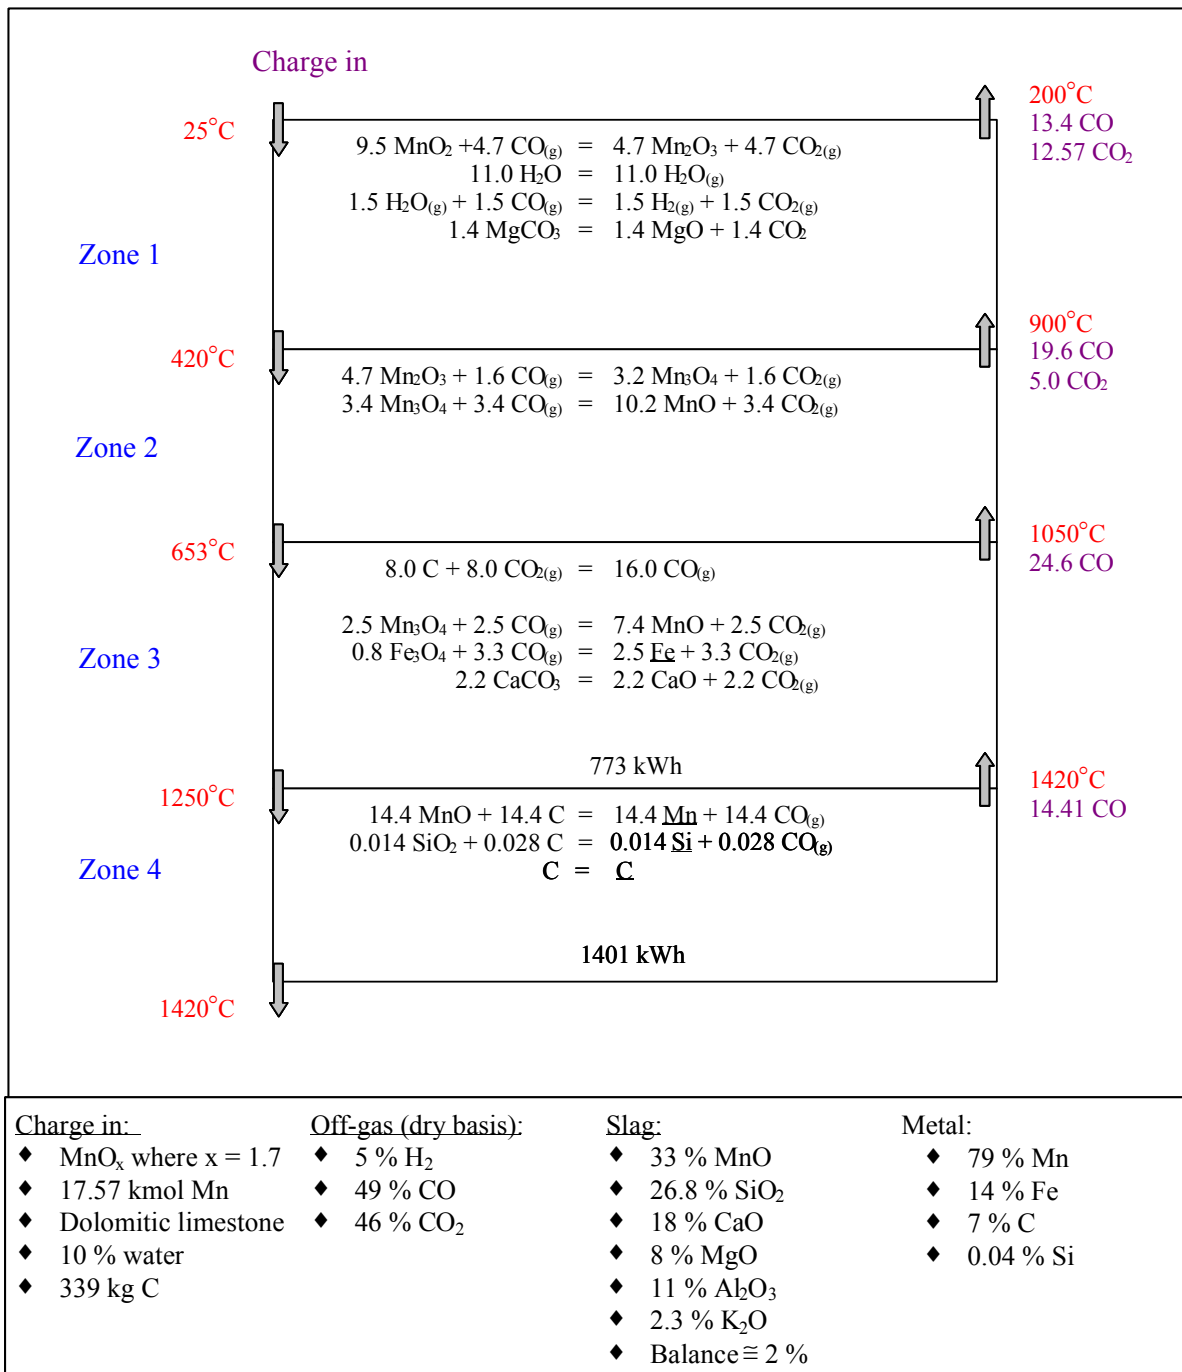 Charge in
25°C
200°C
13.4 CO
12.57 CO₂
9.5 MnO₂ +4.7 CO(g) = 4.7 Mn₂O₃ + 4.7 CO₂(g)
11.0 H₂O = 11.0 H₂O(g)
1.5 H₂O(g) + 1.5 CO(g) = 1.5 H₂(g) + 1.5 CO₂(g)
1.4 MgCO₃ = 1.4 MgO + 1.4 CO₂
Zone 1
420°C
900°C
19.6 CO
5.0 CO₂
4.7 Mn₂O₃ + 1.6 CO(g) = 3.2 Mn₃O₄ + 1.6 CO₂(g)
3.4 Mn₃O₄ + 3.4 CO(g) = 10.2 MnO + 3.4 CO₂(g)
Zone 2
653°C
1050°C
24.6 CO
8.0 C + 8.0 CO₂(g) = 16.0 CO(g)
2.5 Mn₃O₄ + 2.5 CO(g) = 7.4 MnO + 2.5 CO₂(g)
0.8 Fe₃O₄ + 3.3 CO(g) = 2.5 Fe + 3.3 CO₂(g)
2.2 CaCO₃ = 2.2 CaO + 2.2 CO₂(g)
Zone 3
773 kWh
1250°C
1420°C
14.41 CO
14.4 MnO + 14.4 C = 14.4 Mn + 14.4 CO(g)
0.014 SiO₂ + 0.028 C = 0.014 Si + 0.028 CO(g)
C = C
Zone 4
1401 kWh
1420°C
Charge in:
♦ MnOₓ where x = 1.7
♦ 17.57 kmol Mn
♦ Dolomitic limestone
♦ 10 % water
♦ 339 kg C
Off-gas (dry basis):
♦ 5 % H₂
♦ 49 % CO
♦ 46 % CO₂
Slag:
♦ 33 % MnO
♦ 26.8 % SiO₂
♦ 18 % CaO
♦ 8 % MgO
♦ 11 % Al₂O₃
♦ 2.3 % K₂O
♦ Balance ≅ 2 %
Metal:
♦ 79 % Mn
♦ 14 % Fe
♦ 7 % C
♦ 0.04 % Si